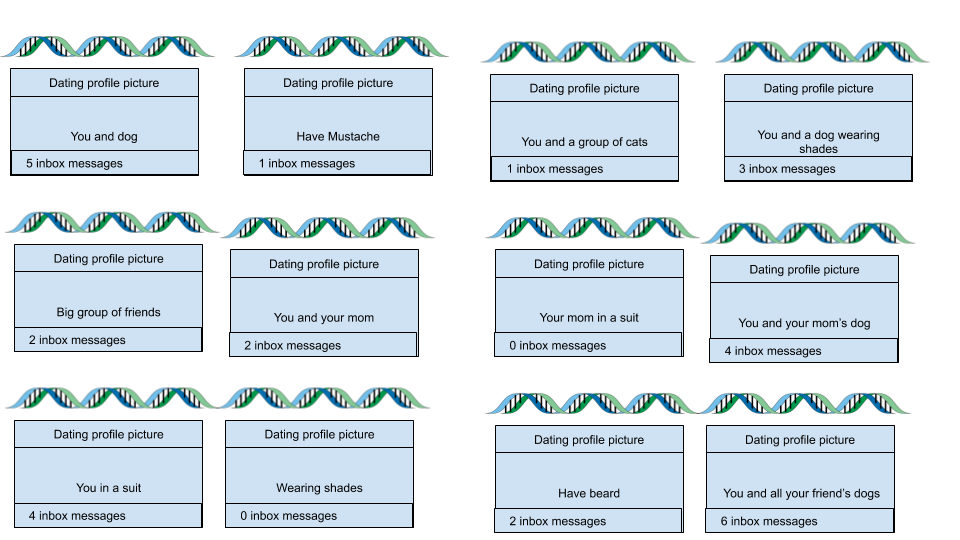 Dating profile picture
You and dog
5 inbox messages
Dating profile picture
Have Mustache
1 inbox messages
Dating profile picture
You and a group of cats
1 inbox messages
Dating profile picture
You and a dog wearing
shades
3 inbox messages
Dating profile picture
Big group of friends
2 inbox messages
Dating profile picture
You and your mom
2 inbox messages
Dating profile picture
Your mom in a suit
0 inbox messages
Dating profile picture
You and your mom’s dog
4 inbox messages
Dating profile picture
You in a suit
4 inbox messages
Dating profile picture
Wearing shades
0 inbox messages
Dating profile picture
Have beard
2 inbox messages
Dating profile picture
You and all your friend’s dogs
6 inbox messages